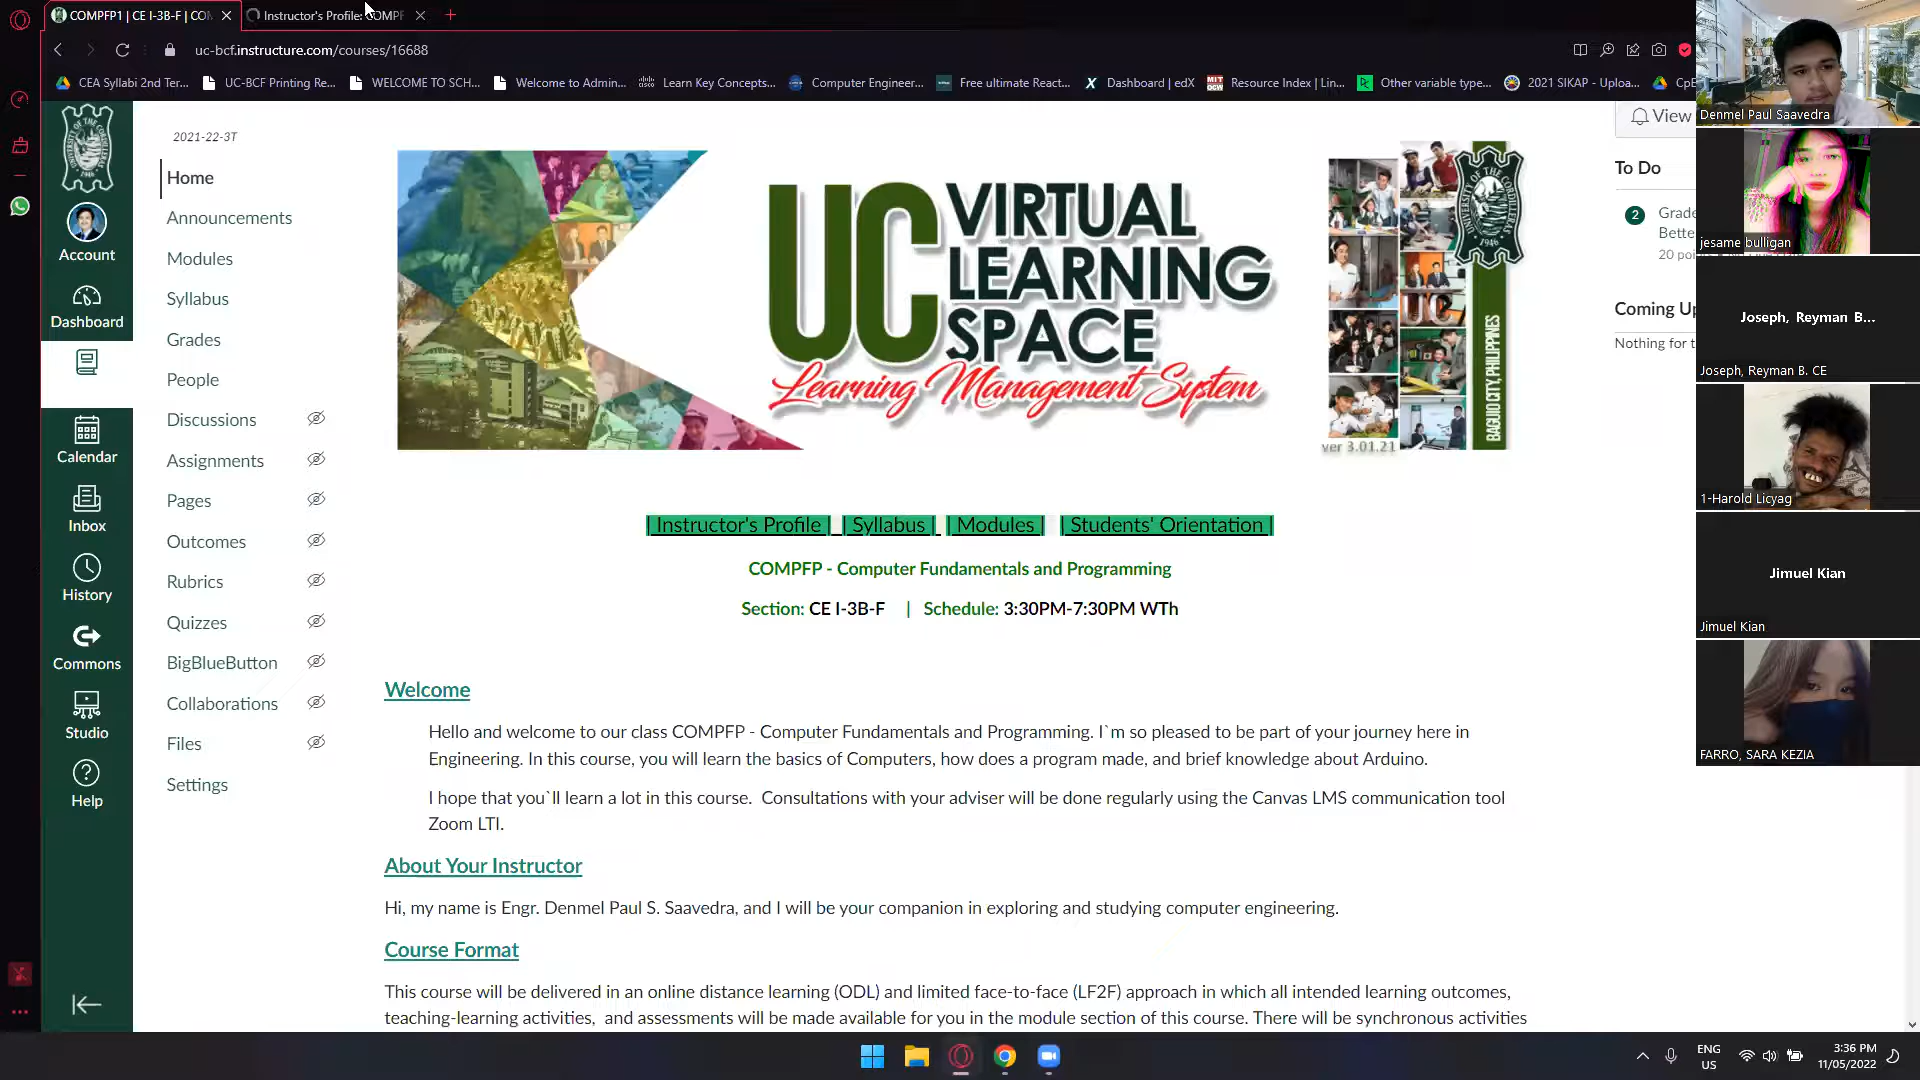 COMPFP1 | CE I-3B-F | CO
Instructor's Profile: COMPF
uc-bcf.instructure.com/courses/16688
CEA Syllabi 2nd Ter...
UC-BCF Printing Re...
WELCOME TO SCH...
Welcome to Admin...
Learn Key Concepts...
Computer Engineer...
Free ultimate React...
Dashboard | edX
Resource Index | Lin...
Other variable type...
2021 SIKAP - Uploa...
CpE
Account
Dashboard
Calendar
Inbox
History
Commons
Studio
Help
2021-22-3T
Home
Announcements
Modules
Syllabus
Grades
People
Discussions
Assignments
Pages
Outcomes
Rubrics
Quizzes
BigBlueButton
Collaborations
Files
Settings
UC VIRTUAL
LEARNING
SPACE
Learning Management System
UNIVERSITY OF THE CORDILLERAS
1946
UC
BAGUIO CITY, PHILIPPINES
ver 3.01.21
| Instructor's Profile | | Syllabus | | Modules | | Students' Orientation |
COMPFP - Computer Fundamentals and Programming
Section: CE I-3B-F | Schedule: 3:30PM-7:30PM WTh
Welcome
Hello and welcome to our class COMPFP - Computer Fundamentals and Programming. I`m so pleased to be part of your journey here in
Engineering. In this course, you will learn the basics of Computers, how does a program made, and brief knowledge about Arduino.
I hope that you`ll learn a lot in this course. Consultations with your adviser will be done regularly using the Canvas LMS communication tool
Zoom LTI.
About Your Instructor
Hi, my name is Engr. Denmel Paul S. Saavedra, and I will be your companion in exploring and studying computer engineering.
Course Format
This course will be delivered in an online distance learning (ODL) and limited face-to-face (LF2F) approach in which all intended learning outcomes,
teaching-learning activities, and assessments will be made available for you in the module section of this course. There will be synchronous activities
View
To Do
2
Grade
Bette
20 poi
Coming Up
Nothing for t
Denmel Paul Saavedra
jesame bulligan
Joseph, Reyman B...
Joseph, Reyman B. CE
1-Harold Licyag
Jimuel Kian
Jimuel Kian
FARRO, SARA KEZIA
ENG
US
3:36 PM
11/05/2022